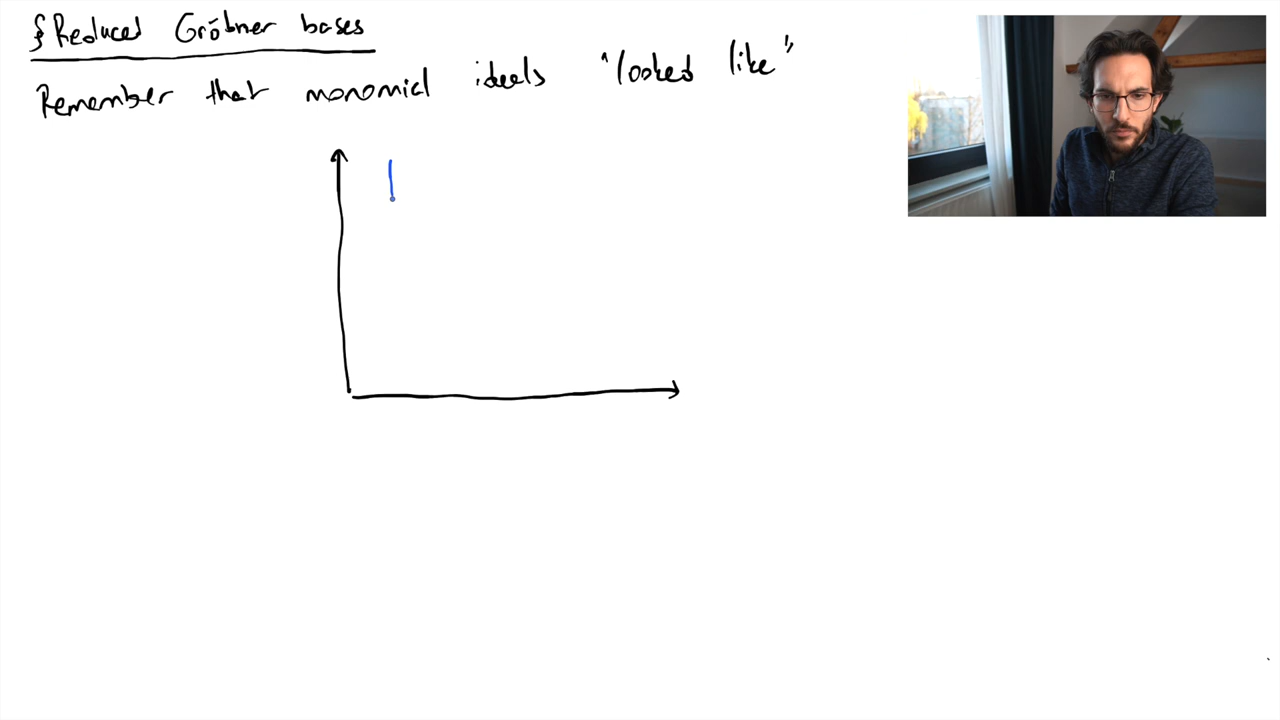 §Reduced Gröbner bases
Remember that monomial ideals "looked like"